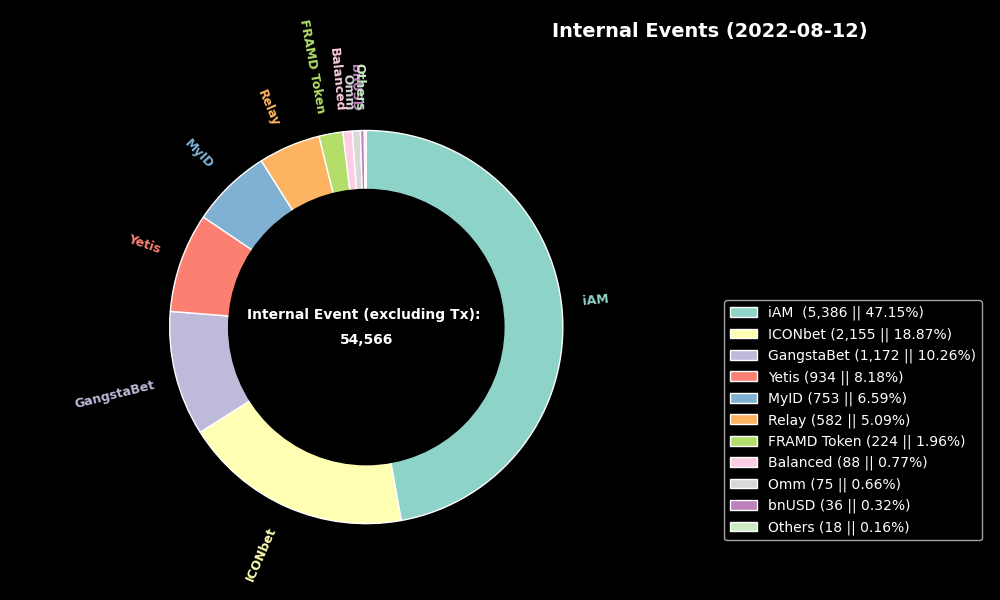 Internal Events (2022-08-12)
FRAMD Token
Balanced
Omm
bnUSD
Others
Relay
MyID
Yetis
iAM
GangstaBet
ICONbet
Internal Event (excluding Tx):
54,566
iAM  (5,386 || 47.15%)
ICONbet (2,155 || 18.87%)
GangstaBet (1,172 || 10.26%)
Yetis (934 || 8.18%)
MyID (753 || 6.59%)
Relay (582 || 5.09%)
FRAMD Token (224 || 1.96%)
Balanced (88 || 0.77%)
Omm (75 || 0.66%)
bnUSD (36 || 0.32%)
Others (18 || 0.16%)